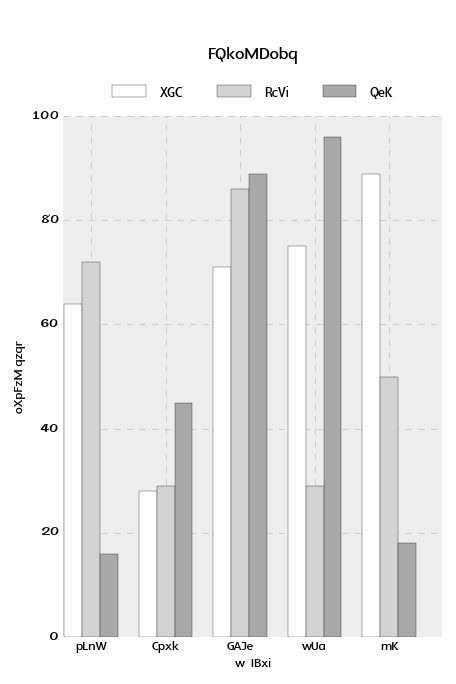 FQkoMDobq
XGC RcVi QeK
100
80
60
40
20
0
oXpFzM qzqr
pLnW Cpxk GAJe wUa mK
w IBxi